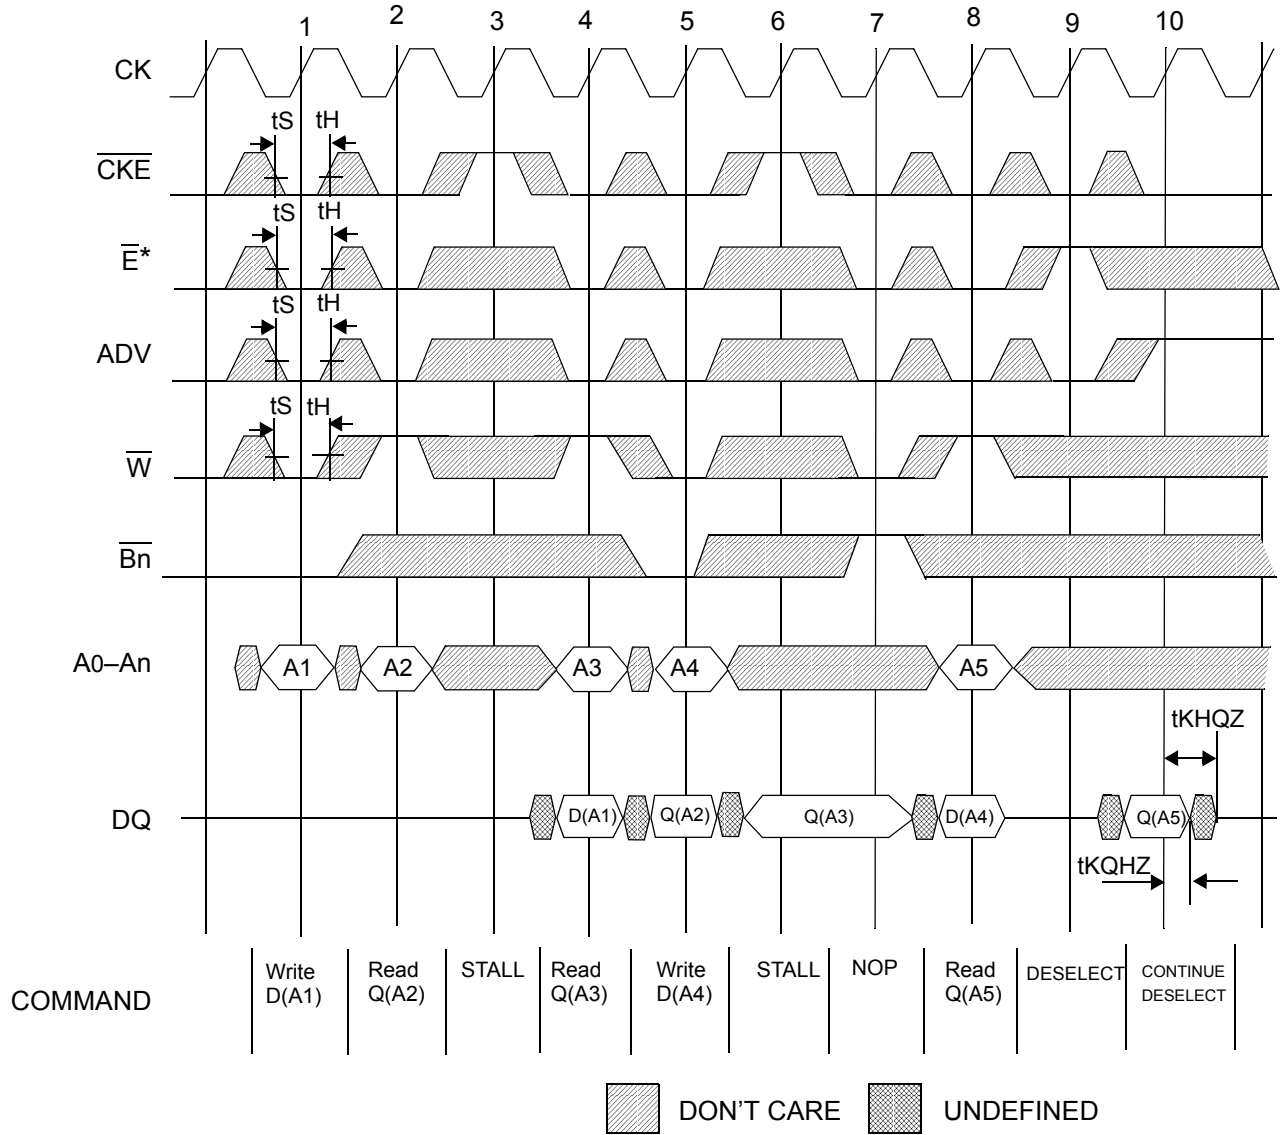 1 2 3 4 5 6 7 8 9 10
CK
tS tH
C̅K̅E̅
tS tH
E̅*
tS tH
ADV
tS tH
W̅
B̅n̅
A0–An A1 A2 A3 A4 A5
tKHQZ
DQ D(A1) Q(A2) Q(A3) D(A4) Q(A5)
tKQHZ
COMMAND
Write
D(A1)
Read
Q(A2)
STALL
Read
Q(A3)
Write
D(A4)
STALL
NOP
Read
Q(A5)
DESELECT
CONTINUE
DESELECT
DON'T CARE
UNDEFINED